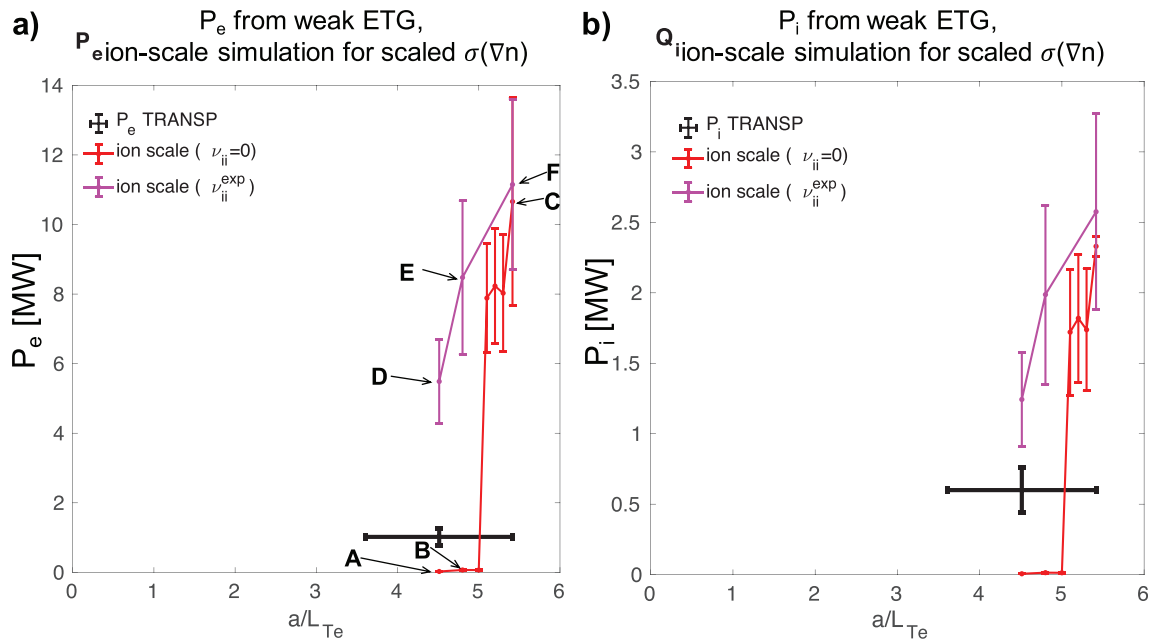 a)
P_e from weak ETG,
P_e ion-scale simulation for scaled σ(∇n)
14
12
10
8
6
4
2
0
P_e [MW]
P_e TRANSP
ion scale ( ν_ii=0)
ion scale ( ν_ii^exp)
F
C
E
D
B
A
0 1 2 3 4 5 6
a/L_Te
b)
P_i from weak ETG,
Q_i ion-scale simulation for scaled σ(∇n)
3.5
3
2.5
2
1.5
1
0.5
0
P_i [MW]
P_i TRANSP
ion scale ( ν_ii=0)
ion scale ( ν_ii^exp)
0 1 2 3 4 5 6
a/L_Te